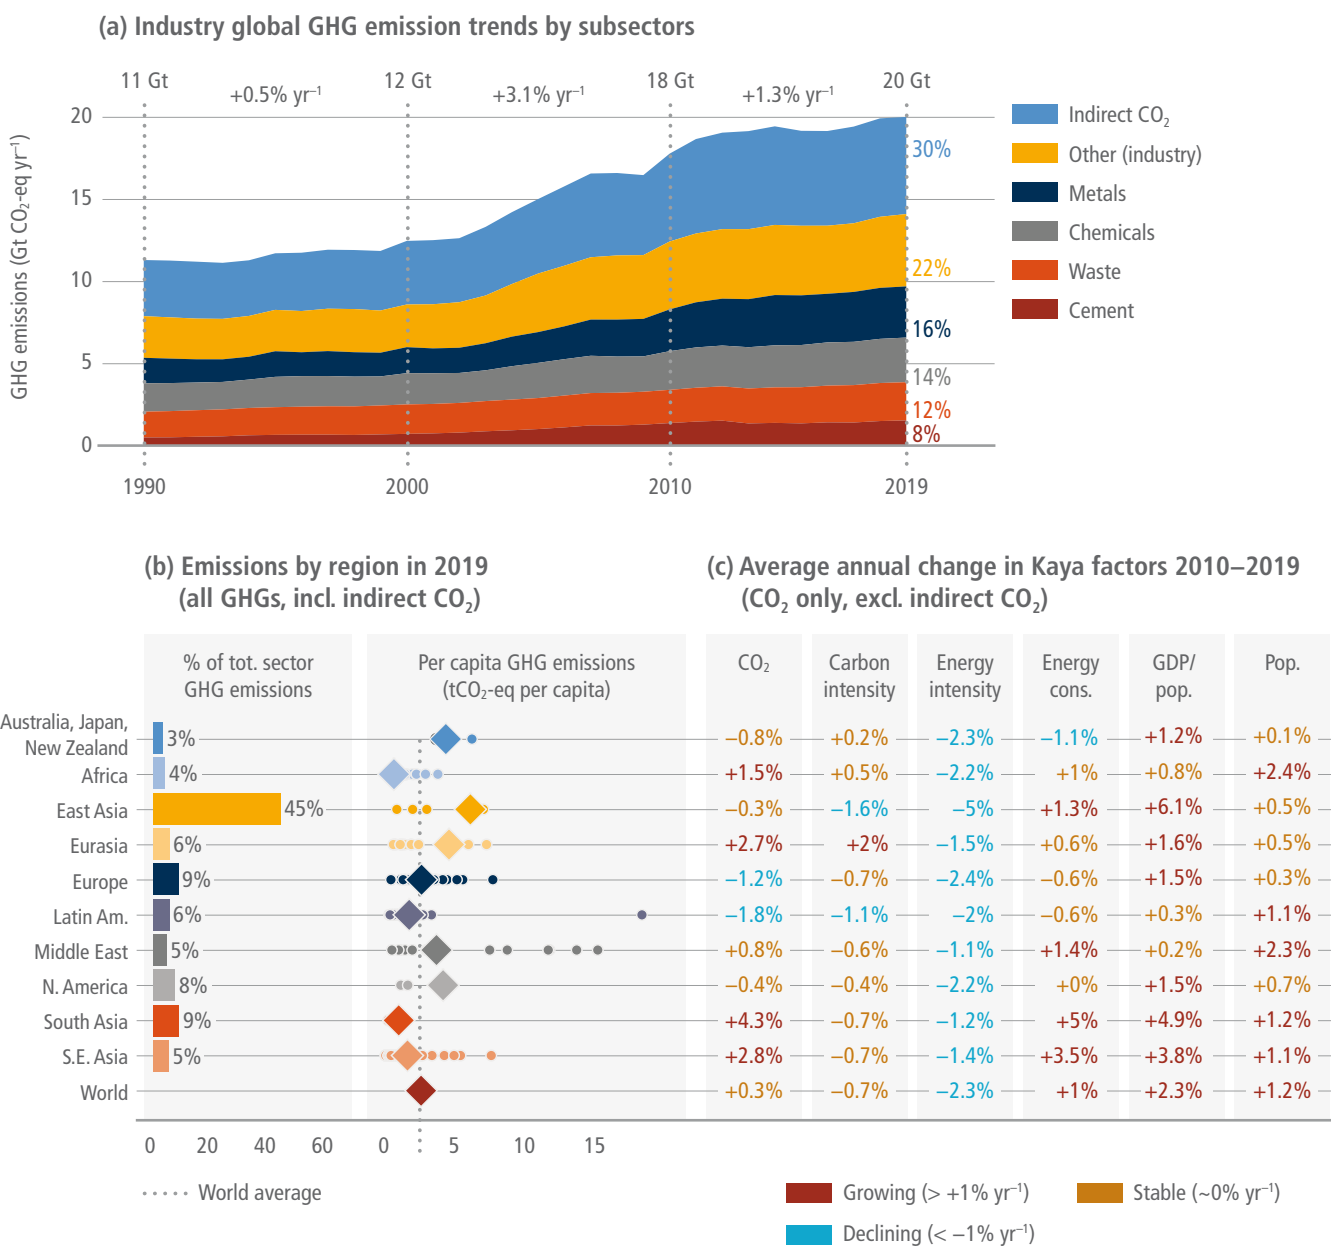 (a) Industry global GHG emission trends by subsectors
11 Gt +0.5% yr⁻¹ 12 Gt +3.1% yr⁻¹ 18 Gt +1.3% yr⁻¹ 20 Gt
GHG emissions (Gt CO₂-eq yr⁻¹)
20
15
10
5
0
30%
22%
16%
14%
12%
8%
1990 2000 2010 2019
Indirect CO₂
Other (industry)
Metals
Chemicals
Waste
Cement
(b) Emissions by region in 2019
(all GHGs, incl. indirect CO₂)
(c) Average annual change in Kaya factors 2010–2019
(CO₂ only, excl. indirect CO₂)
% of tot. sector
GHG emissions
Per capita GHG emissions
(tCO₂-eq per capita)
CO₂
Carbon
intensity
Energy
intensity
Energy
cons.
GDP/
pop.
Pop.
Australia, Japan,
New Zealand 3% −0.8% +0.2% −2.3% −1.1% +1.2% +0.1%
Africa 4% +1.5% +0.5% −2.2% +1% +0.8% +2.4%
East Asia 45% −0.3% −1.6% −5% +1.3% +6.1% +0.5%
Eurasia 6% +2.7% +2% −1.5% +0.6% +1.6% +0.5%
Europe 9% −1.2% −0.7% −2.4% −0.6% +1.5% +0.3%
Latin Am. 6% −1.8% −1.1% −2% −0.6% +0.3% +1.1%
Middle East 5% +0.8% −0.6% −1.1% +1.4% +0.2% +2.3%
N. America 8% −0.4% −0.4% −2.2% +0% +1.5% +0.7%
South Asia 9% +4.3% −0.7% −1.2% +5% +4.9% +1.2%
S.E. Asia 5% +2.8% −0.7% −1.4% +3.5% +3.8% +1.1%
World +0.3% −0.7% −2.3% +1% +2.3% +1.2%
0 20 40 60 0 5 10 15
World average
Growing (> +1% yr⁻¹)
Stable (~0% yr⁻¹)
Declining (< −1% yr⁻¹)